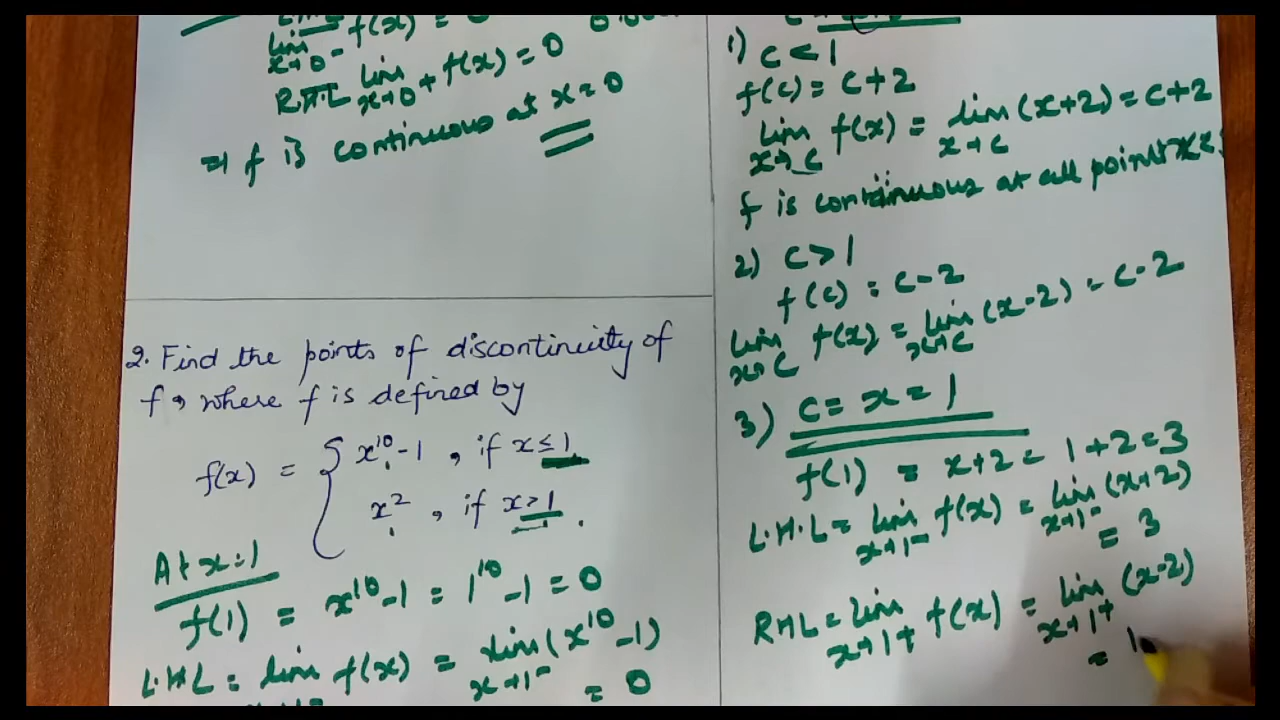 lim f(x) =
x→0⁻
R.H.L lim f(x) = 0
x→0⁺
⇒ f is continuous at x = 0
2. Find the points of discontinuity of
f, where f is defined by
f(x) = { x¹⁰-1 , if x ≤ 1
x² , if x > 1 .
At x=1
f(1) = x¹⁰-1 = 1¹⁰-1 = 0
L.H.L = lim f(x) = lim (x¹⁰-1)
x→1⁻
= 0
1) c < 1
f(c) = c+2
lim f(x) = lim (x+2) = c+2
x→c x→c
f is continuous at all points x <
2) c > 1
f(c) = c-2
lim f(x) = lim (x-2) = c-2
x→c x→c
3) c = x = 1
f(1) = x+2 = 1+2 = 3
L.H.L = lim f(x) = lim (x+2)
x→1⁻ x→1⁻
= 3
RHL = lim f(x) = lim (x-2)
x→1⁺ x→1⁺
= 1